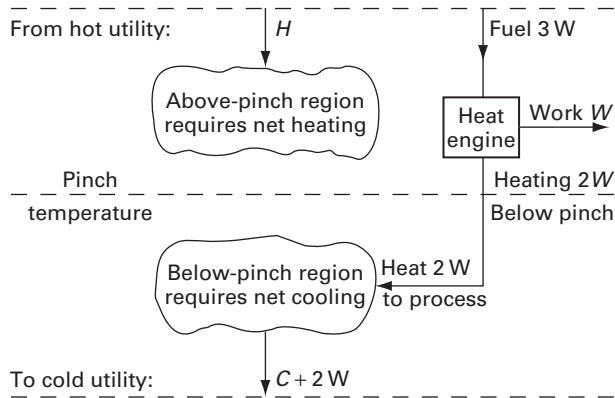 From hot utility:
H
Fuel 3 W
Above-pinch region
requires net heating
Heat
engine
Work W
Pinch
temperature
Heating 2W
Below pinch
Below-pinch region
requires net cooling
Heat 2 W
to process
To cold utility:
C + 2 W